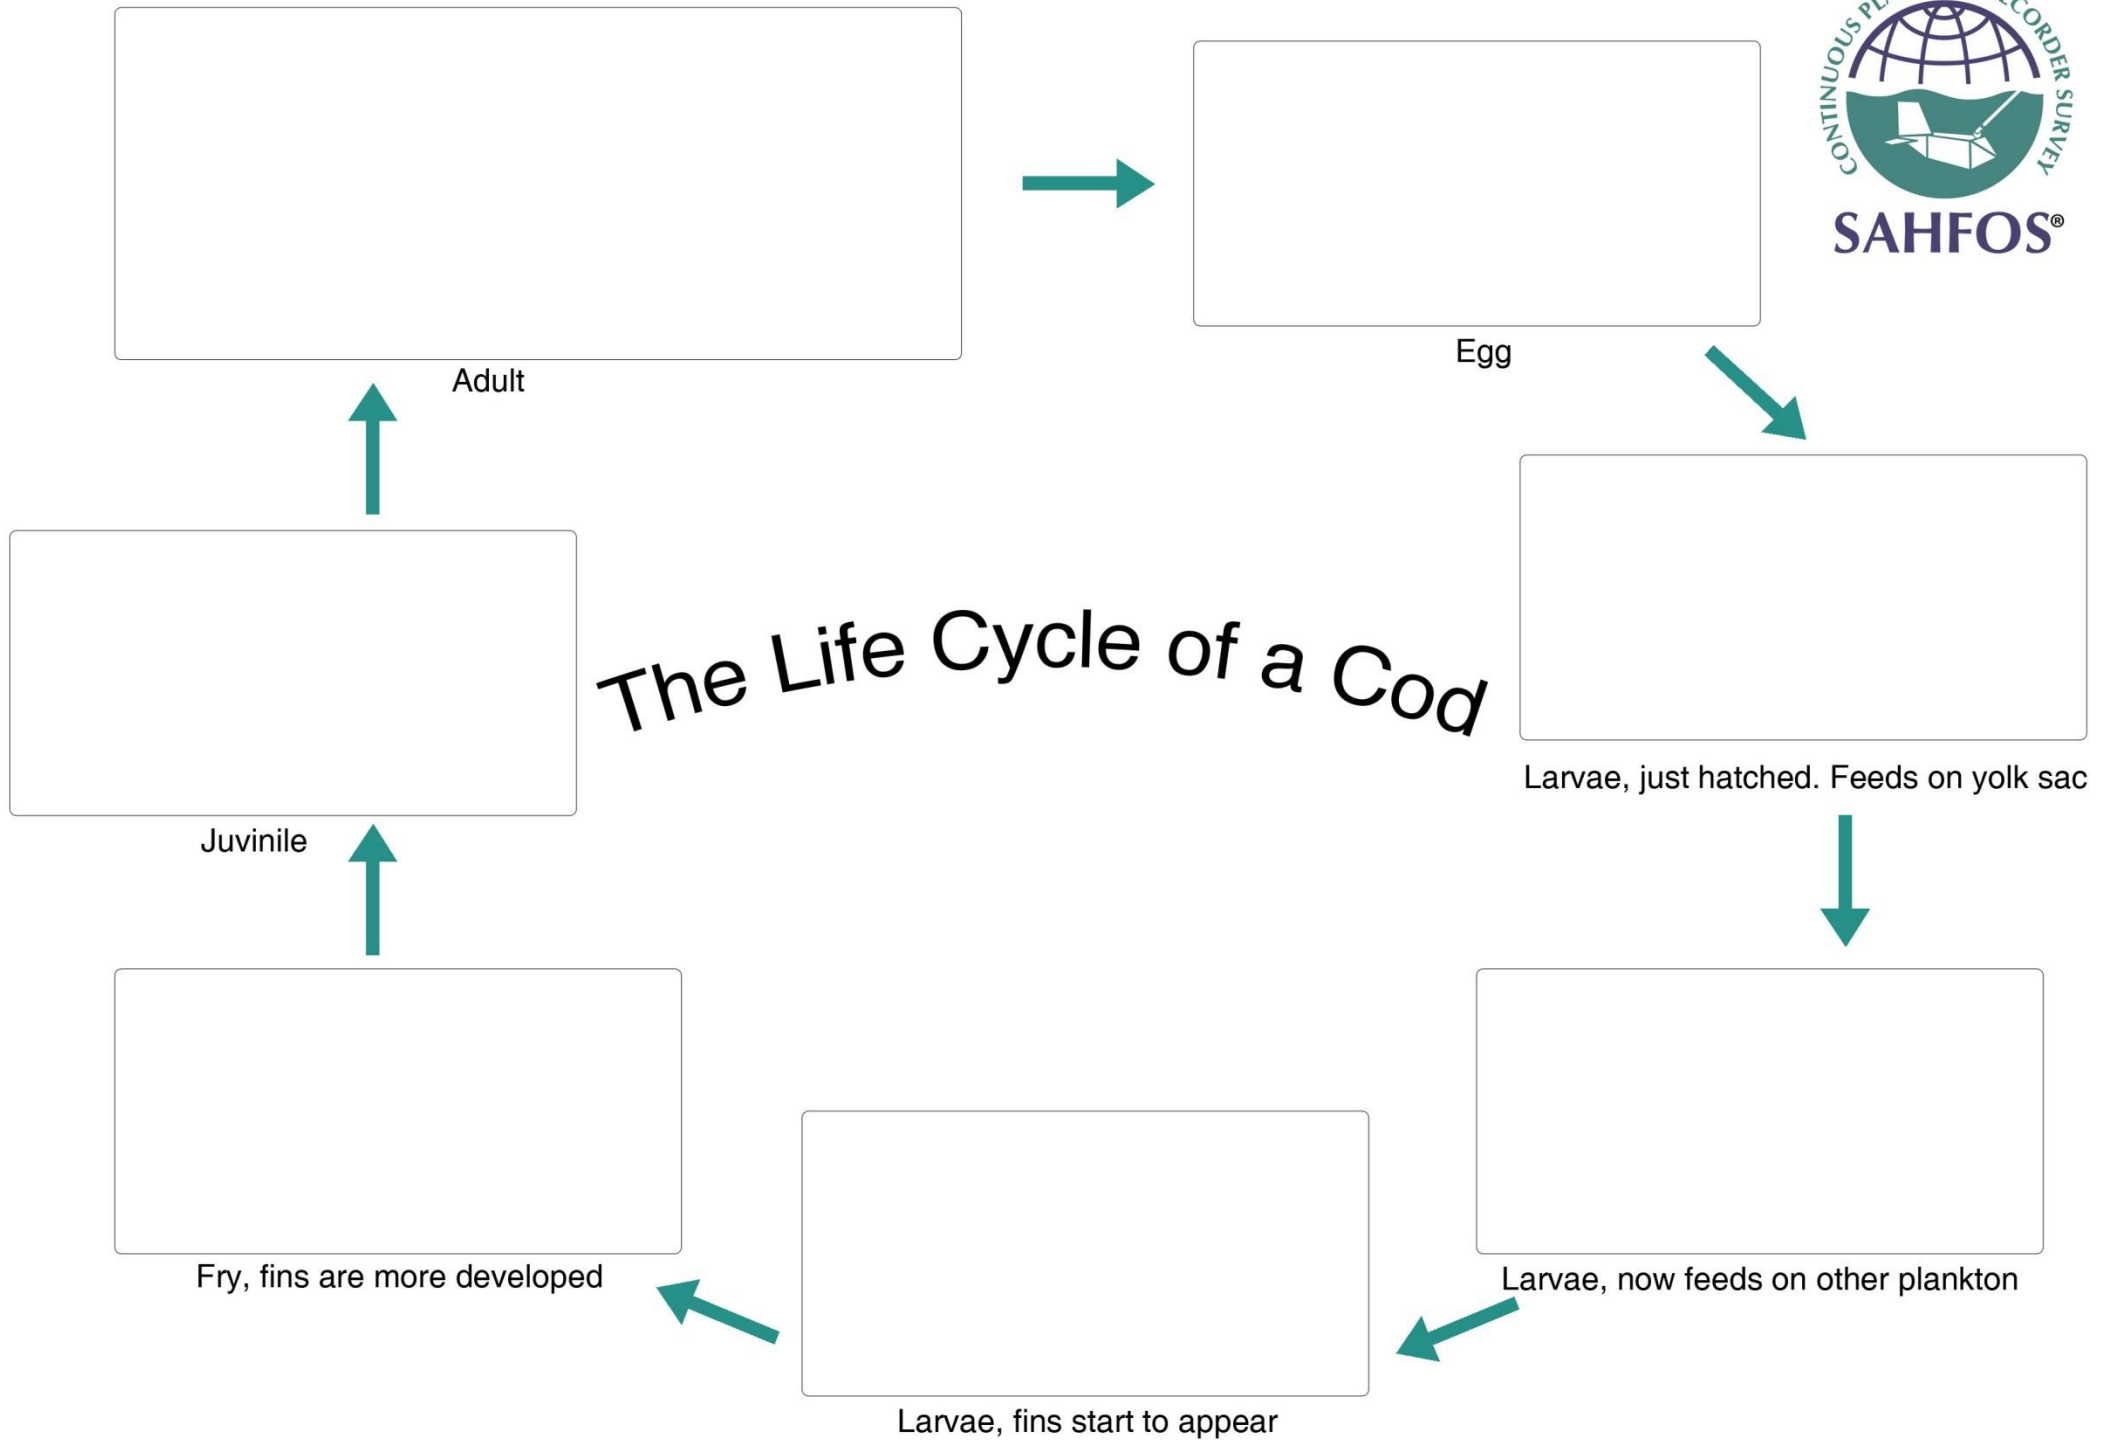 CONTINUOUS RECORDER SURVEY
SAHFOS®
Adult
Egg
The Life Cycle of a Cod
Larvae, just hatched. Feeds on yolk sac
Juvinile
Fry, fins are more developed
Larvae, now feeds on other plankton
Larvae, fins start to appear